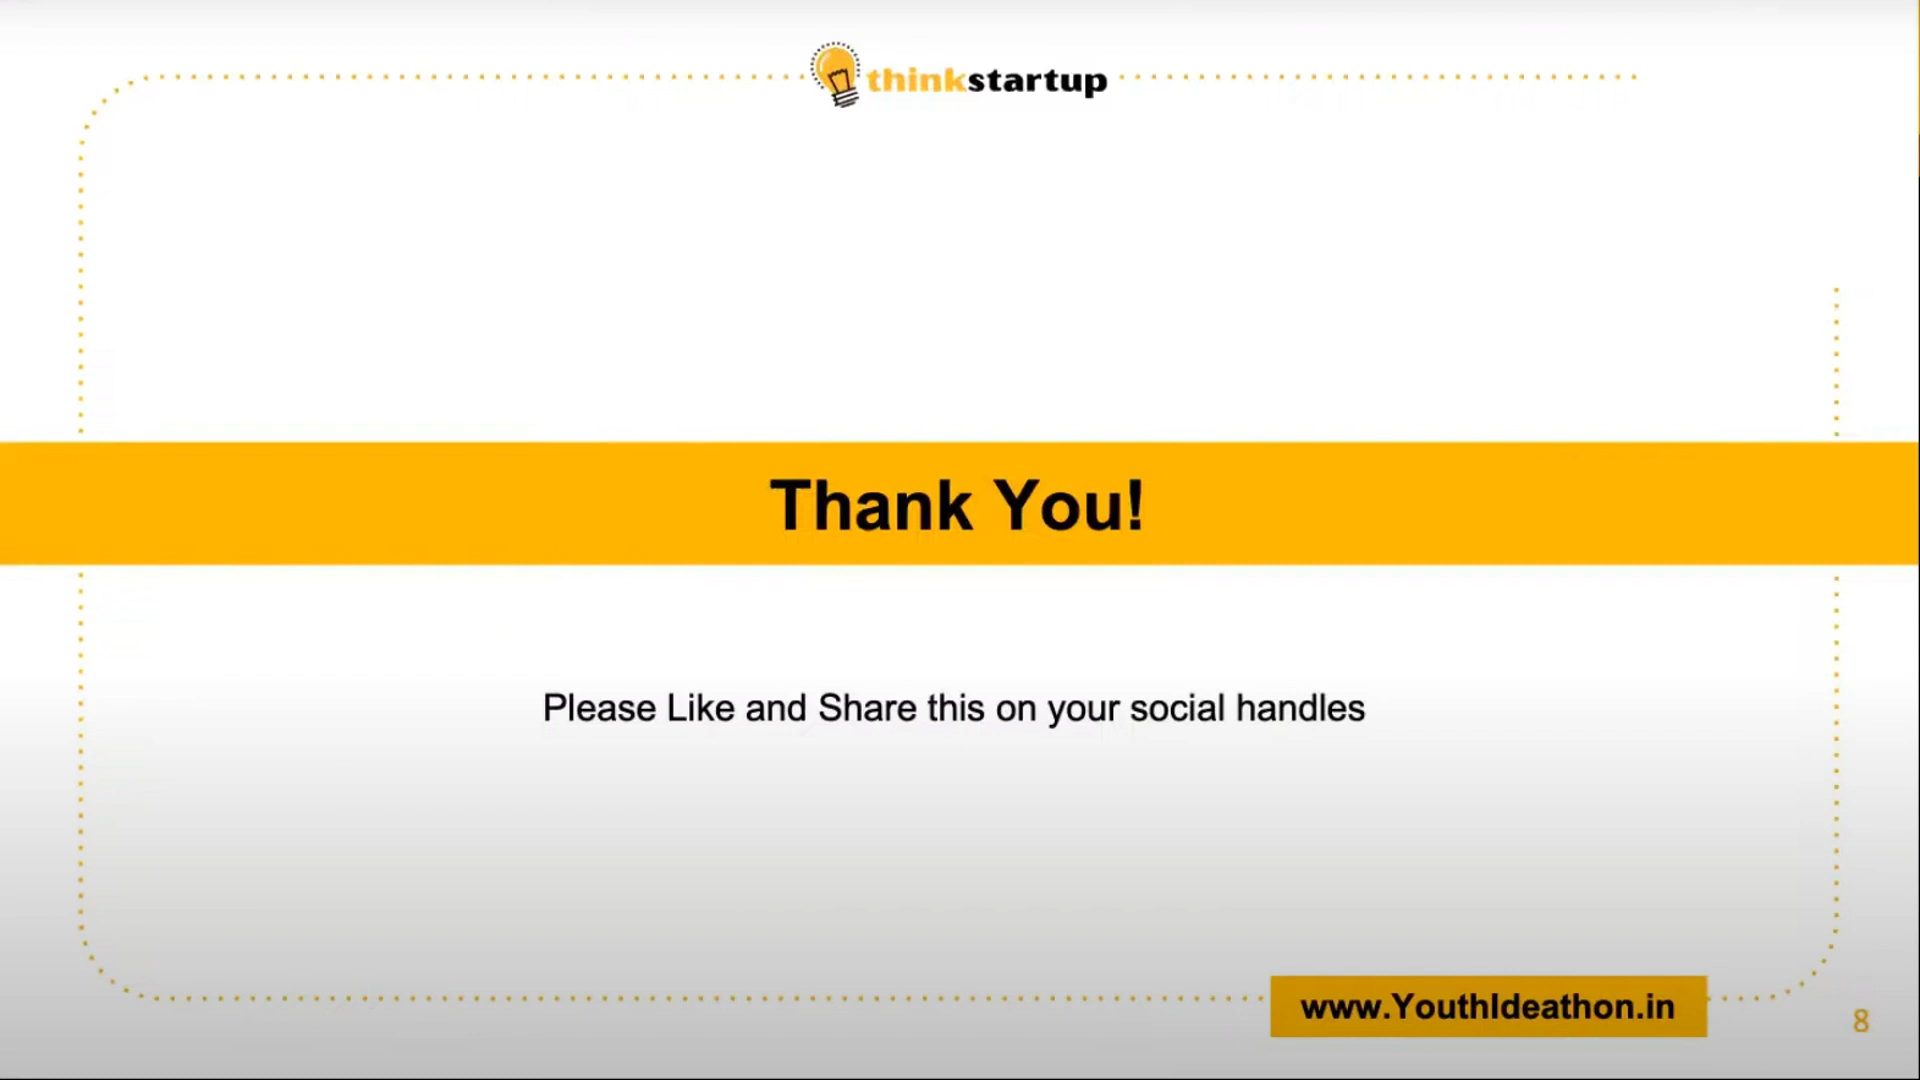 thinkstartup
Thank You!
Please Like and Share this on your social handles
www.YouthIdeathon.in
8